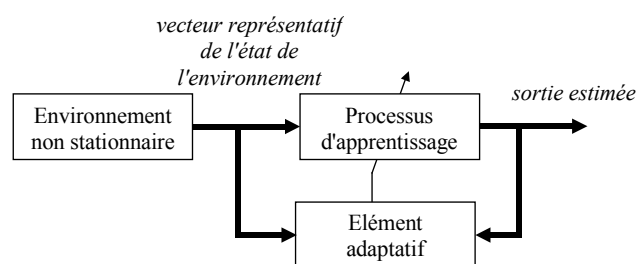 vecteur représentatif
de l'état de
l'environnement
sortie estimée
Environnement
non stationnaire
Processus
d'apprentissage
Elément
adaptatif